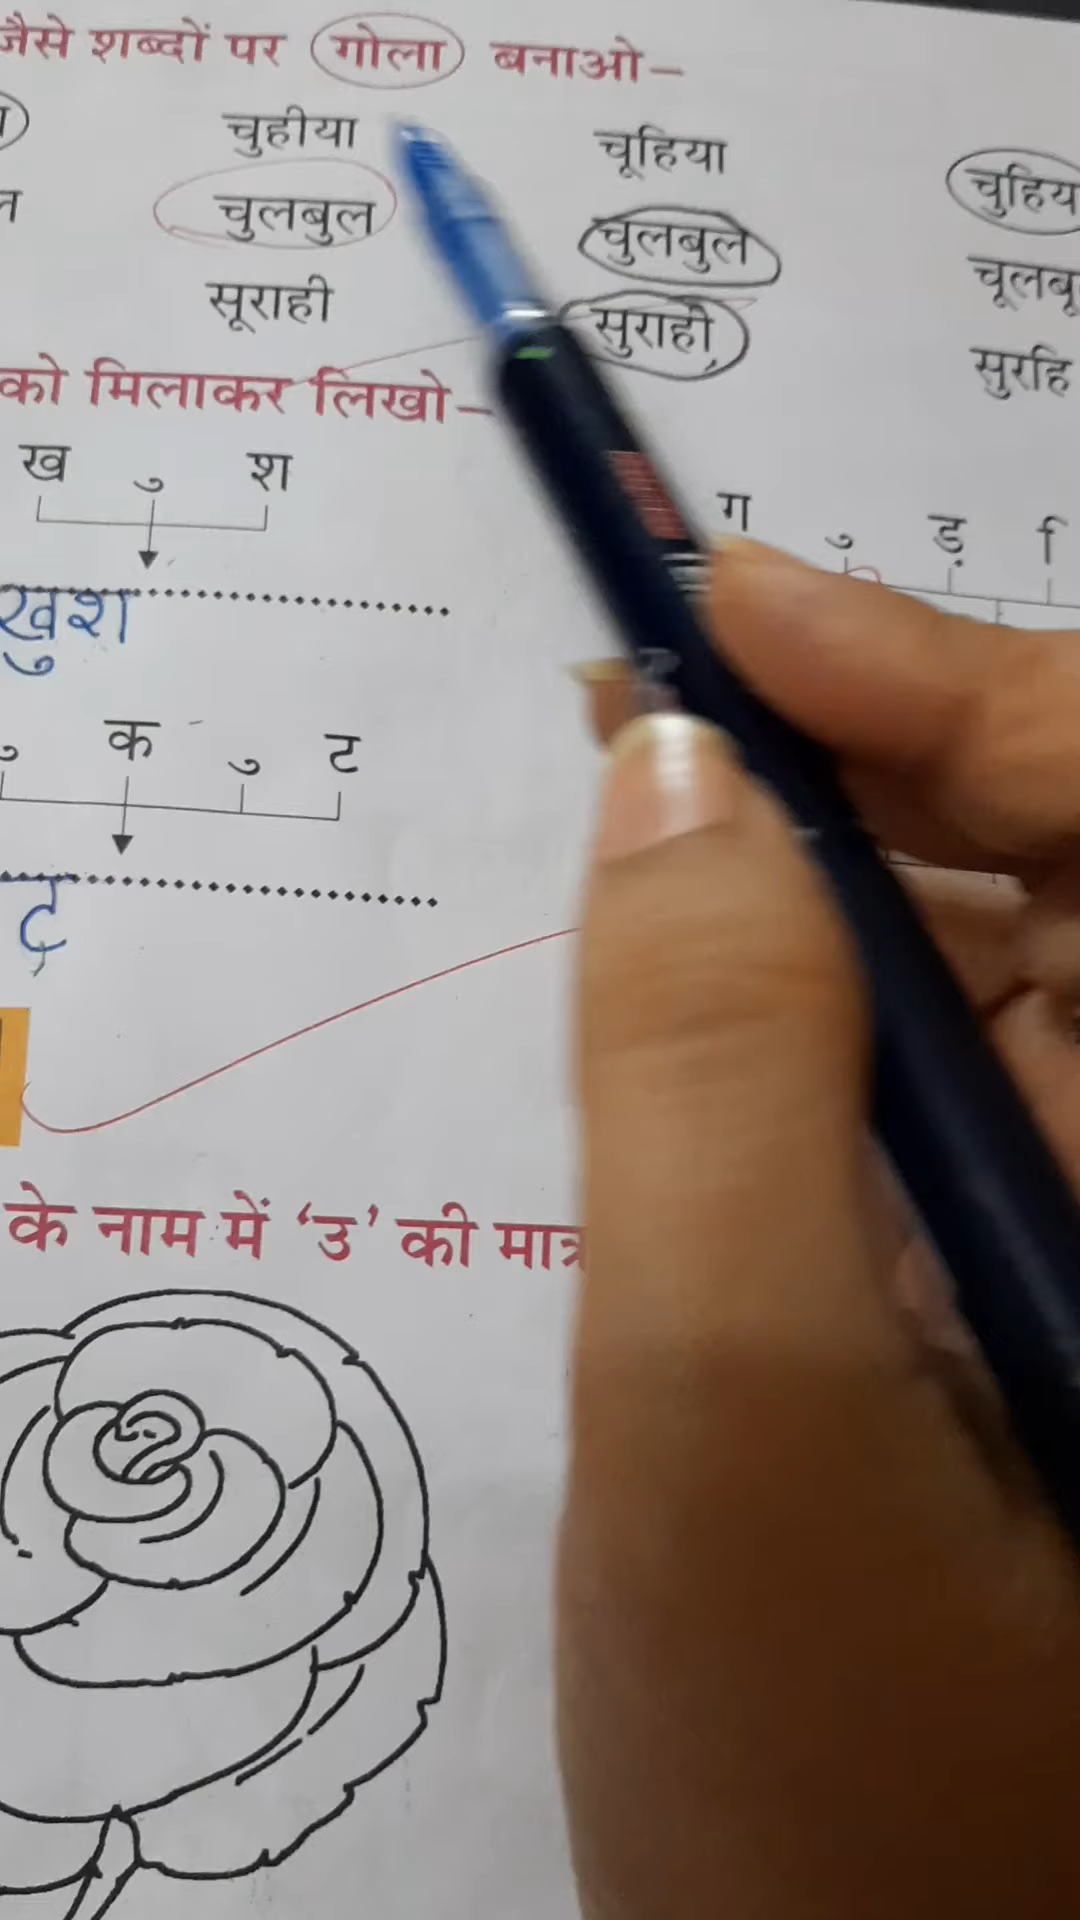 जैसे शब्दों पर गोला बनाओ–
चुहीया चूहिया
चुलबुल चुलबुले
सूराही सुराही सुरहि
को मिलाकर लिखो–
ख ु श
ग ु ड़ ि
खुश
ु क ु ट
के नाम में ‘उ’ की